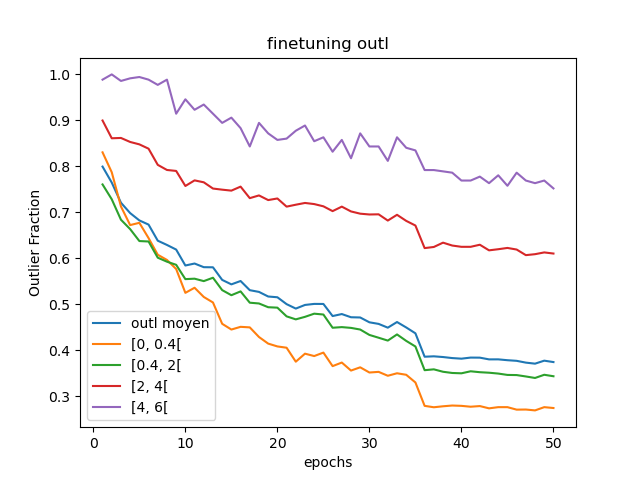 finetuning outl
1.0
0.9
0.8
0.7
0.6
0.5
0.4
0.3
Outlier Fraction
outl moyen
[0, 0.4[
[0.4, 2[
[2, 4[
[4, 6[
0 10 20 30 40 50
epochs